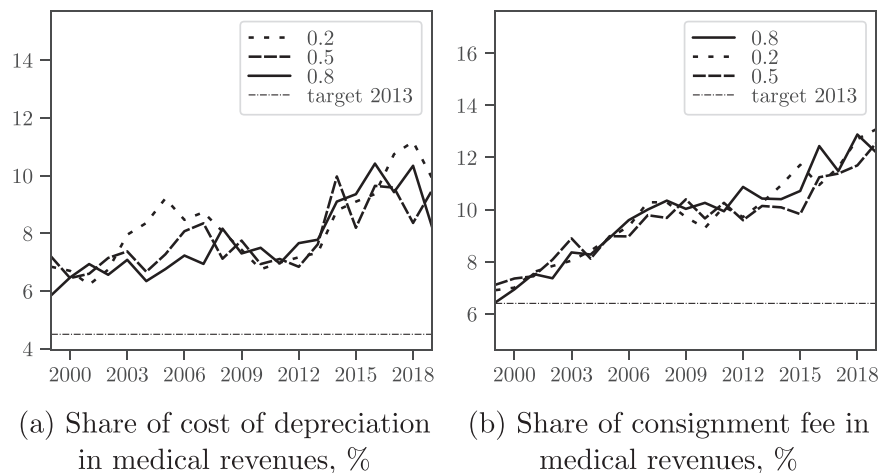 0.2
0.5
0.8
target 2013
14
12
10
8
6
4
2000 2003 2006 2009 2012 2015 2018
(a) Share of cost of depreciation
in medical revenues, %
0.8
0.2
0.5
target 2013
16
14
12
10
8
6
2000 2003 2006 2009 2012 2015 2018
(b) Share of consignment fee in
medical revenues, %